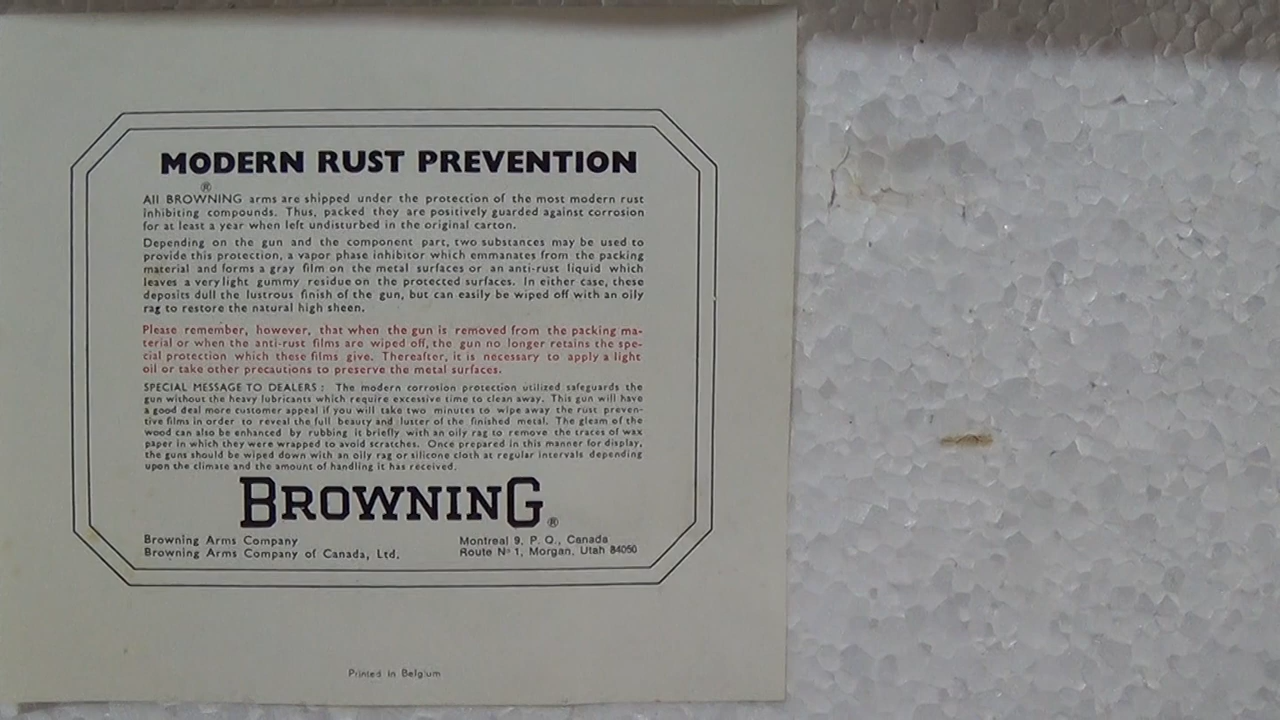 MODERN RUST PREVENTION
®
All BROWNING arms are shipped under the protection of the most modern rust
inhibiting compounds. Thus, packed they are positively guarded against corrosion
for at least a year when left undisturbed in the original carton.
Depending on the gun and the component part, two substances may be used to
provide this protection, a vapor phase inhibitor which emmanates from the packing
material and forms a gray film on the metal surfaces or an anti-rust liquid which
leaves a very light gummy residue on the protected surfaces. In either case, these
deposits dull the lustrous finish of the gun, but can easily be wiped off with an oily
rag to restore the natural high sheen.
Please remember, however, that when the gun is removed from the packing ma-
terial or when the anti-rust films are wiped off, the gun no longer retains the spe-
cial protection which these films give. Thereafter, it is necessary to apply a light
oil or take other precautions to preserve the metal surfaces.
SPECIAL MESSAGE TO DEALERS : The modern corrosion protection utilized safeguards the
gun without the heavy lubricants which require excessive time to clean away. This gun will have
a good deal more customer appeal if you will take two minutes to wipe away the rust preven-
tive films in order to reveal the full beauty and luster of the finished metal. The gleam of the
wood can also be enhanced by rubbing it briefly with an oily rag to remove the traces of wax
paper in which they were wrapped to avoid scratches. Once prepared in this manner for display,
the guns should be wiped down with an oily rag or silicone cloth at regular intervals depending
upon the climate and the amount of handling it has received.
BROWNING ®
Browning Arms Company Montreal 9, P. Q., Canada
Browning Arms Company of Canada, Ltd. Route Nº 1, Morgan, Utah 84050
Printed in Belgium